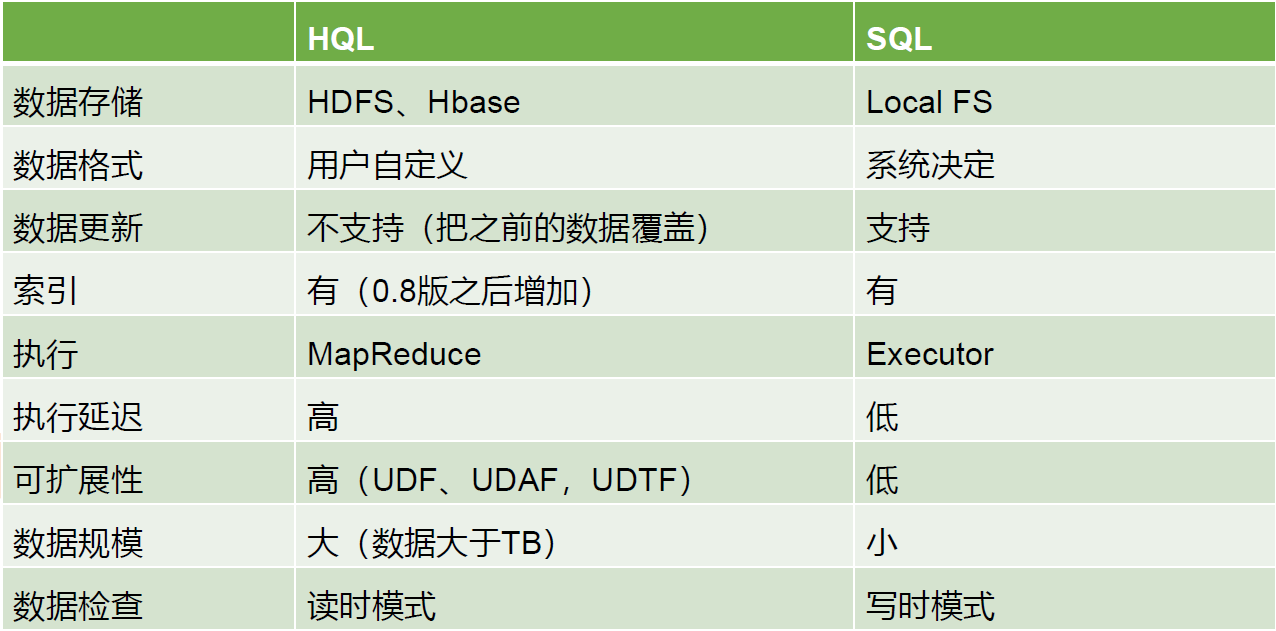 HQL SQL
数据存储 HDFS、Hbase Local FS
数据格式 用户自定义 系统决定
数据更新 不支持（把之前的数据覆盖） 支持
索引 有（0.8版之后增加） 有
执行 MapReduce Executor
执行延迟 高 低
可扩展性 高（UDF、UDAF，UDTF） 低
数据规模 大（数据大于TB） 小
数据检查 读时模式 写时模式